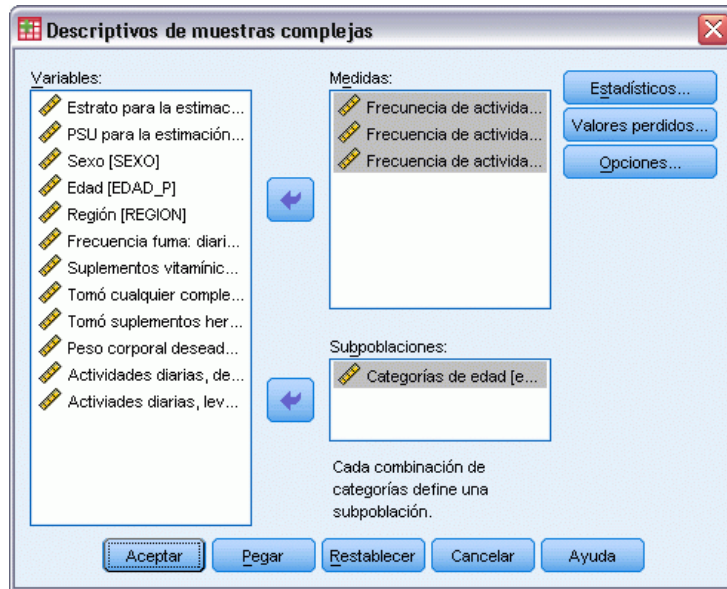 Descriptivos de muestras complejas
Variables:
Estrato para la estimac...
PSU para la estimación...
Sexo [SEXO]
Edad [EDAD_P]
Región [REGION]
Frecuencia fuma: diari...
Suplementos vitamínic...
Tomó cualquier comple...
Tomó suplementos her...
Peso corporal desead...
Actividades diarias, de...
Activiades diarias, lev...
Medidas:
Frecunecia de activida...
Frecuencia de activida...
Frecuencia de activida...
Subpoblaciones:
Categorías de edad [e...
Cada combinación de
categorías define una
subpoblación.
Estadísticos...
Valores perdidos...
Opciones...
Aceptar
Pegar
Restablecer
Cancelar
Ayuda